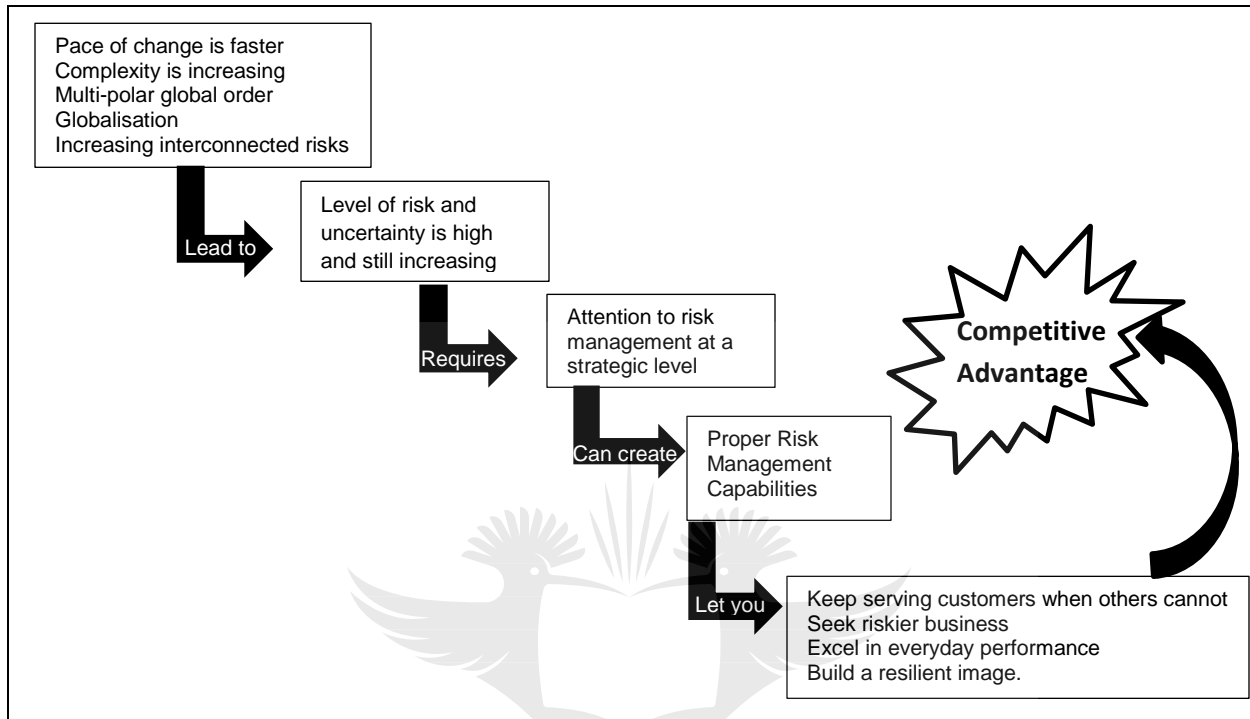 Pace of change is faster
Complexity is increasing
Multi-polar global order
Globalisation
Increasing interconnected risks
Lead to
Level of risk and
uncertainty is high
and still increasing
Requires
Attention to risk
management at a
strategic level
Can create
Proper Risk
Management
Capabilities
Let you
Keep serving customers when others cannot
Seek riskier business
Excel in everyday performance
Build a resilient image.
Competitive
Advantage